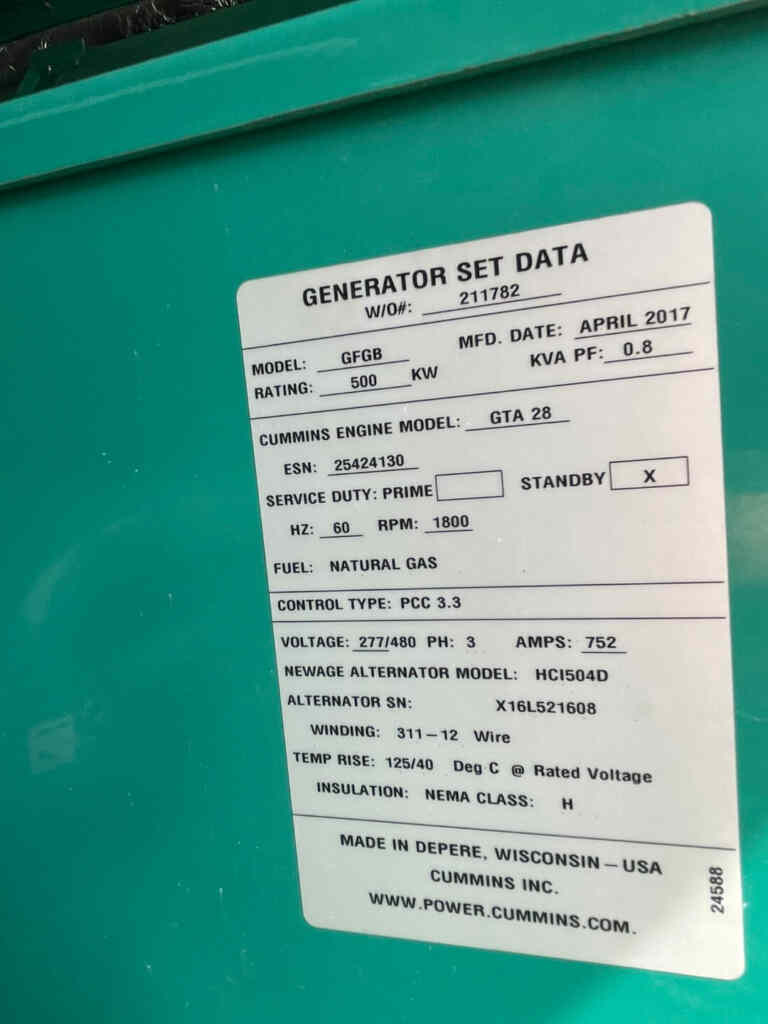 GENERATOR SET DATA
W/O#: 211782
MODEL: GFGB MFD. DATE: APRIL 2017
RATING: 500 KW KVA PF: 0.8
CUMMINS ENGINE MODEL: GTA 28
ESN: 25424130
SERVICE DUTY: PRIME STANDBY X
HZ: 60 RPM: 1800
FUEL: NATURAL GAS
CONTROL TYPE: PCC 3.3
VOLTAGE: 277/480 PH: 3 AMPS: 752
NEWAGE ALTERNATOR MODEL: HCI504D
ALTERNATOR SN: X16L521608
WINDING: 311-12 Wire
TEMP RISE: 125/40 Deg C @ Rated Voltage
INSULATION: NEMA CLASS: H
MADE IN DEPERE, WISCONSIN-USA
CUMMINS INC.
WWW.POWER.CUMMINS.COM.
24588